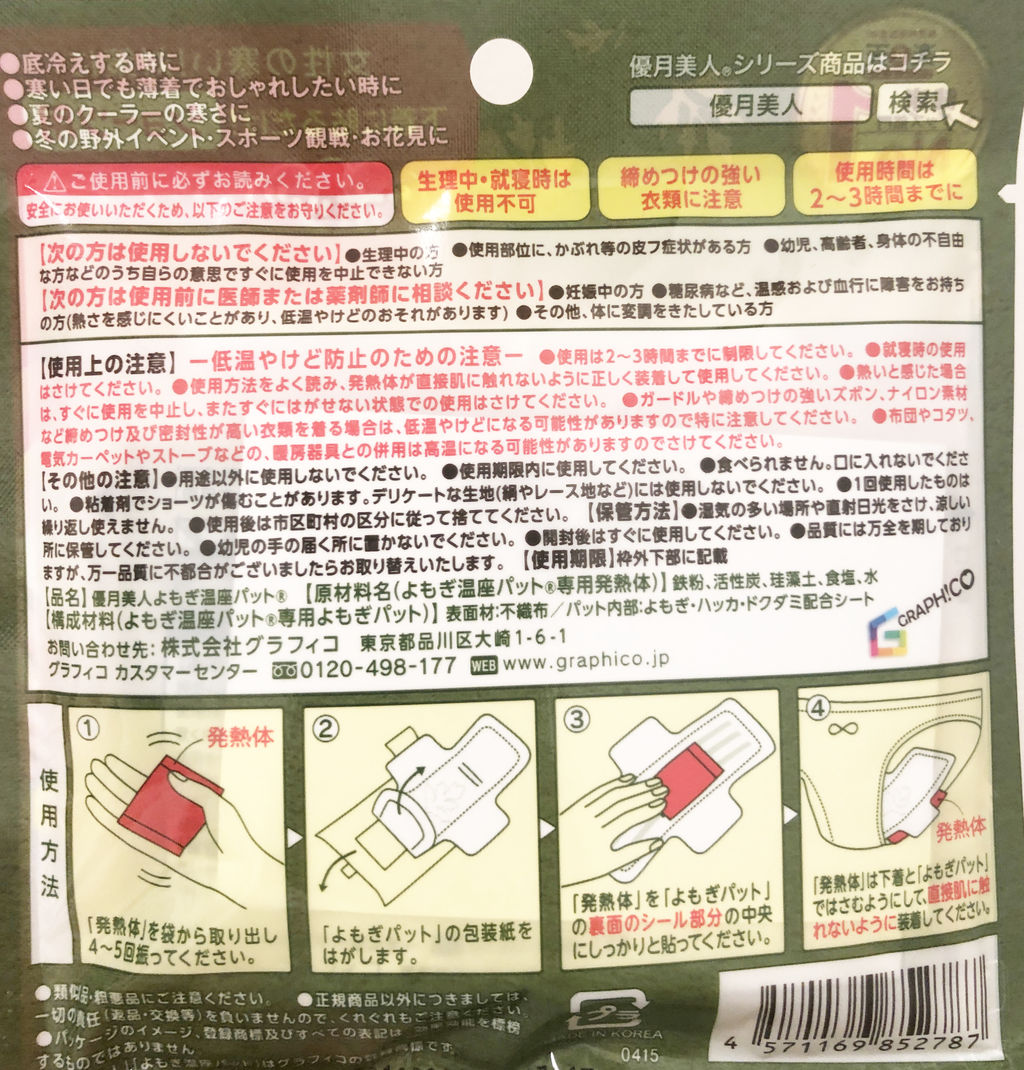 ●底冷えする時に
●寒い日でも薄着でおしゃれしたい時に
●夏のクーラーの寒さに
●冬の野外イベント・スポーツ観戦・お花見に
優月美人®シリーズ商品はコチラ
優月美人 検索
⚠ご使用前に必ずお読みください。
安全にお使いいただくため、以下のご注意をお守りください。
生理中・就寝時は
使用不可
締めつけの強い
衣類に注意
使用時間は
2～3時間までに
【次の方は使用しないでください】●生理中の方 ●使用部位に、かぶれ等の皮フ症状がある方 ●幼児、高齢者、身体の不自由
な方などのうち自らの意思ですぐに使用を中止できない方
【次の方は使用前に医師または薬剤師に相談ください】●妊娠中の方 ●糖尿病など、温感および血行に障害をお持ち
の方(熱さを感じにくいことがあり、低温やけどのおそれがあります) ●その他、体に変調をきたしている方
【使用上の注意】 ー低温やけど防止のための注意ー ●使用は2～3時間までに制限してください。 ●就寝時の使用
はさけてください。 ●使用方法をよく読み、発熱体が直接肌に触れないように正しく装着して使用してください。 ●熱いと感じた場合
は、すぐに使用を中止し、またすぐにはがせない状態での使用はさけてください。 ●ガードルや締めつけの強いズボン、ナイロン素材
など締めつけ及び密封性が高い衣類を着る場合は、低温やけどになる可能性がありますので特に注意してください。 ●布団やコタツ、
電気カーペットやストーブなどの、暖房器具との併用は高温になる可能性がありますのでさけてください。
【その他の注意】●用途以外に使用しないでください。 ●使用期限内に使用してください。 ●食べられません。口に入れないでくださ
い。 ●粘着剤でショーツが傷むことがあります。デリケートな生地(綱やレース地など)には使用しないでください。 ●1回使用したものは
繰り返し使えません。 ●使用後は市区町村の区分に従って捨ててください。 【保管方法】●湿気の多い場所や直射日光をさけ、涼しい
所に保管してください。 ●幼児の手の届く所に置かないでください。 ●開封後はすぐに使用してください。 ●品質には万全を期しており
ますが、万一品質に不都合がございましたらお取り替えいたします。 【使用期限】枠外下部に記載
【品名】優月美人よもぎ温座パット® 【原材料名(よもぎ温座パット®専用発熱体)】鉄粉、活性炭、珪藻土、食塩、水
【構成材料(よもぎ温座パット®専用よもぎパット)】表面材:不織布／パット内部:よもぎ・ハッカ・ドクダミ配合シート
お問い合わせ先: 株式会社グラフィコ 東京都品川区大崎1-6-1
グラフィコ カスタマーセンター 0120-498-177 WEB www.graphico.jp
GRAPH!CO
使用方法
①
発熱体
「発熱体」を袋から取り出し
4～5回振ってください。
②
「よもぎパット」の包装紙を
はがします。
③
「発熱体」を「よもぎパット」
の裏面のシール部分の中央
にしっかりと貼ってください。
④
発熱体
「発熱体」は下着と「よもぎパット」
ではさむようにして、直接肌に触
れないように装着してください。
●類似品・粗悪品にご注意ください。 ●正規商品以外につきましては、
一切の責任(返品・交換等)を負いませんので、くれぐれもご注意ください。
●パッケージのイメージ、登録商標及びすべての表記は、効果効能を標榜
するものではありません。
プラ
MADE IN KOREA
0415
4 571169 852787